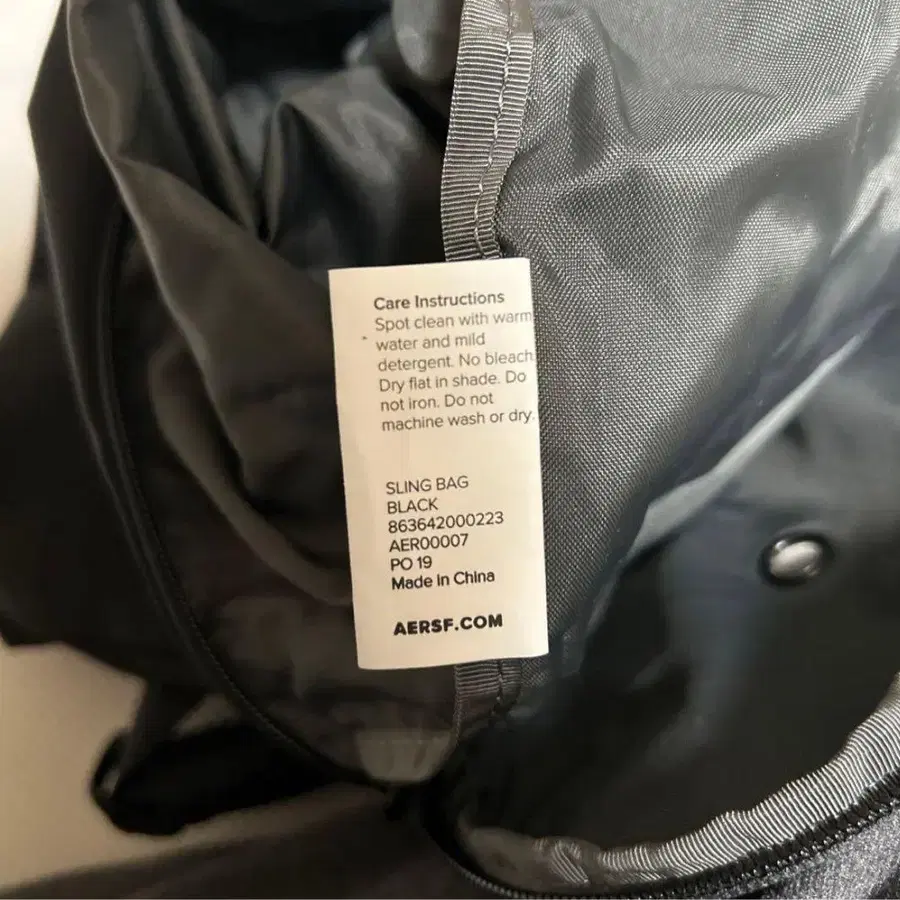 Care Instructions
Spot clean with warm
water and mild
detergent. No bleach
Dry flat in shade. Do
not iron. Do not
machine wash or dry.
SLING BAG
BLACK
863642000223
AER00007
PO 19
Made in China
AERSF.COM